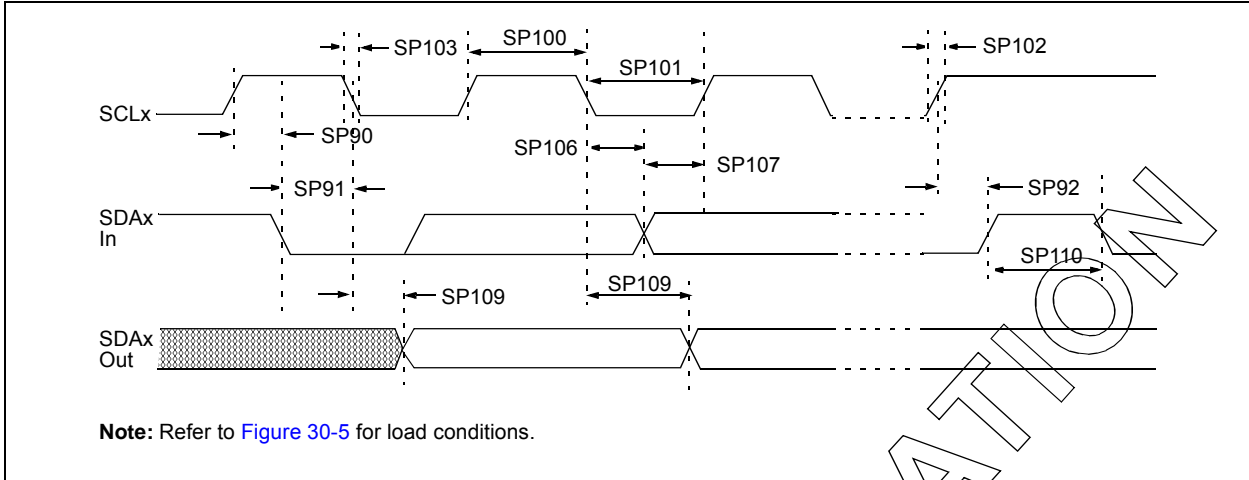 SP103
SP100
SP101
SP102
SCLx
SP90
SP106
SP107
SP91
SP92
SDAx
In
SP110
SP109
SP109
SDAx
Out
Note: Refer to Figure 30-5 for load conditions.
ATION